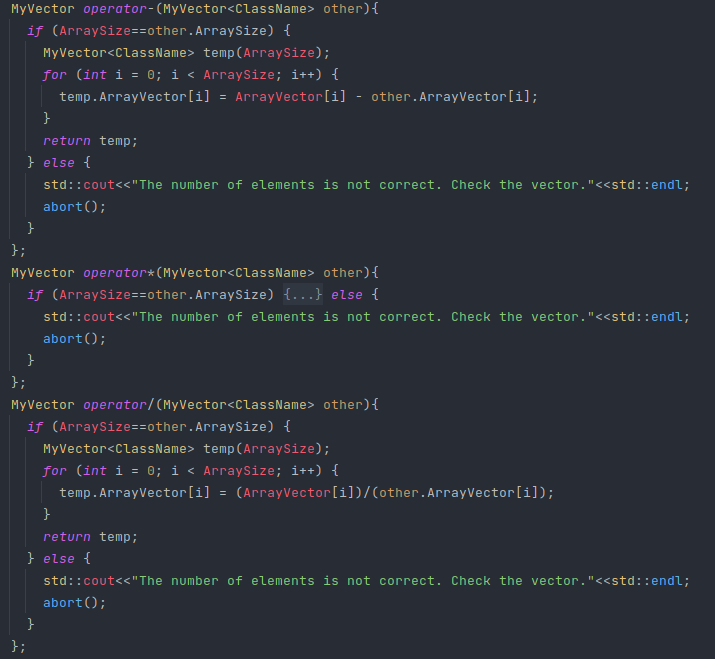 MyVector operator-(MyVector<ClassName> other){
  if (ArraySize==other.ArraySize) {
    MyVector<ClassName> temp(ArraySize);
    for (int i = 0; i < ArraySize; i++) {
      temp.ArrayVector[i] = ArrayVector[i] - other.ArrayVector[i];
    }
    return temp;
  } else {
    std::cout<<"The number of elements is not correct. Check the vector."<<std::endl;
    abort();
  }
};
MyVector operator*(MyVector<ClassName> other){
  if (ArraySize==other.ArraySize) {...} else {
    std::cout<<"The number of elements is not correct. Check the vector."<<std::endl;
    abort();
  }
};
MyVector operator/(MyVector<ClassName> other){
  if (ArraySize==other.ArraySize) {
    MyVector<ClassName> temp(ArraySize);
    for (int i = 0; i < ArraySize; i++) {
      temp.ArrayVector[i] = (ArrayVector[i])/(other.ArrayVector[i]);
    }
    return temp;
  } else {
    std::cout<<"The number of elements is not correct. Check the vector."<<std::endl;
    abort();
  }
};